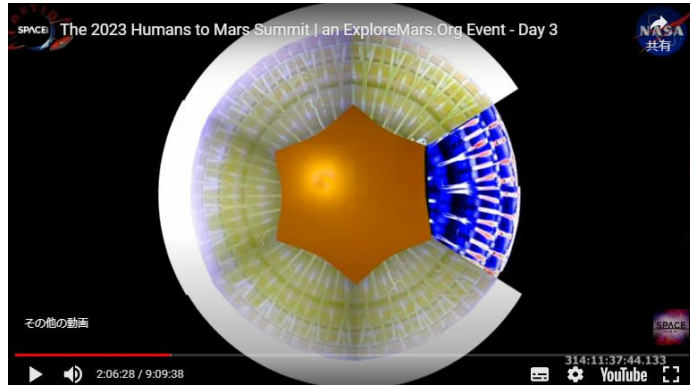 SPACE The 2023 Humans to Mars Summit | an ExploreMars.Org Event - Day 3
NASA
共有
その他の動画
SPACE
314:11:37:44.133
2:06:28 / 9:09:38
YouTube